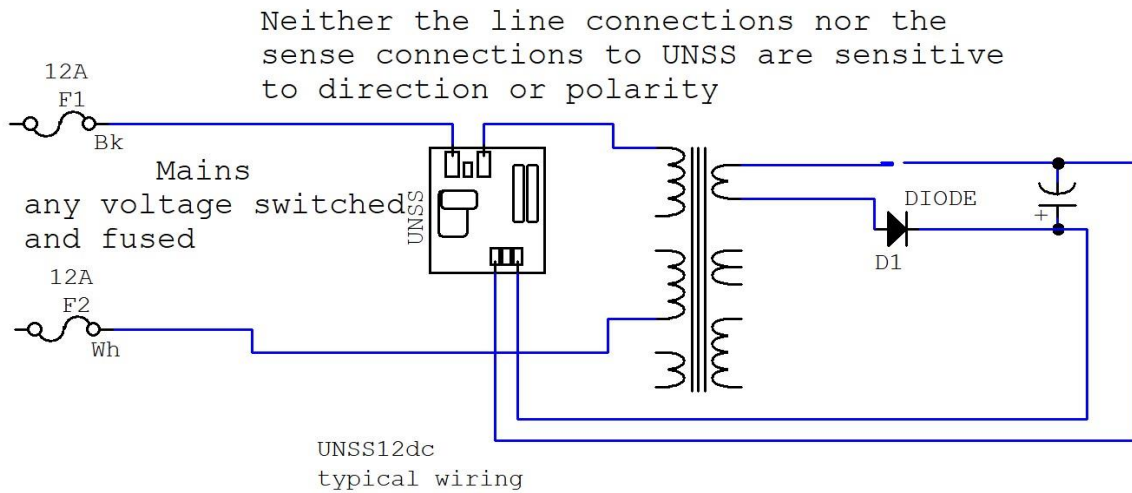 Neither the line connections nor the
sense connections to UNSS are sensitive
to direction or polarity
12A
F1
Bk
Mains
any voltage switched
and fused
UNSS
DIODE
+
D1
12A
F2
Wh
UNSS12dc
typical wiring